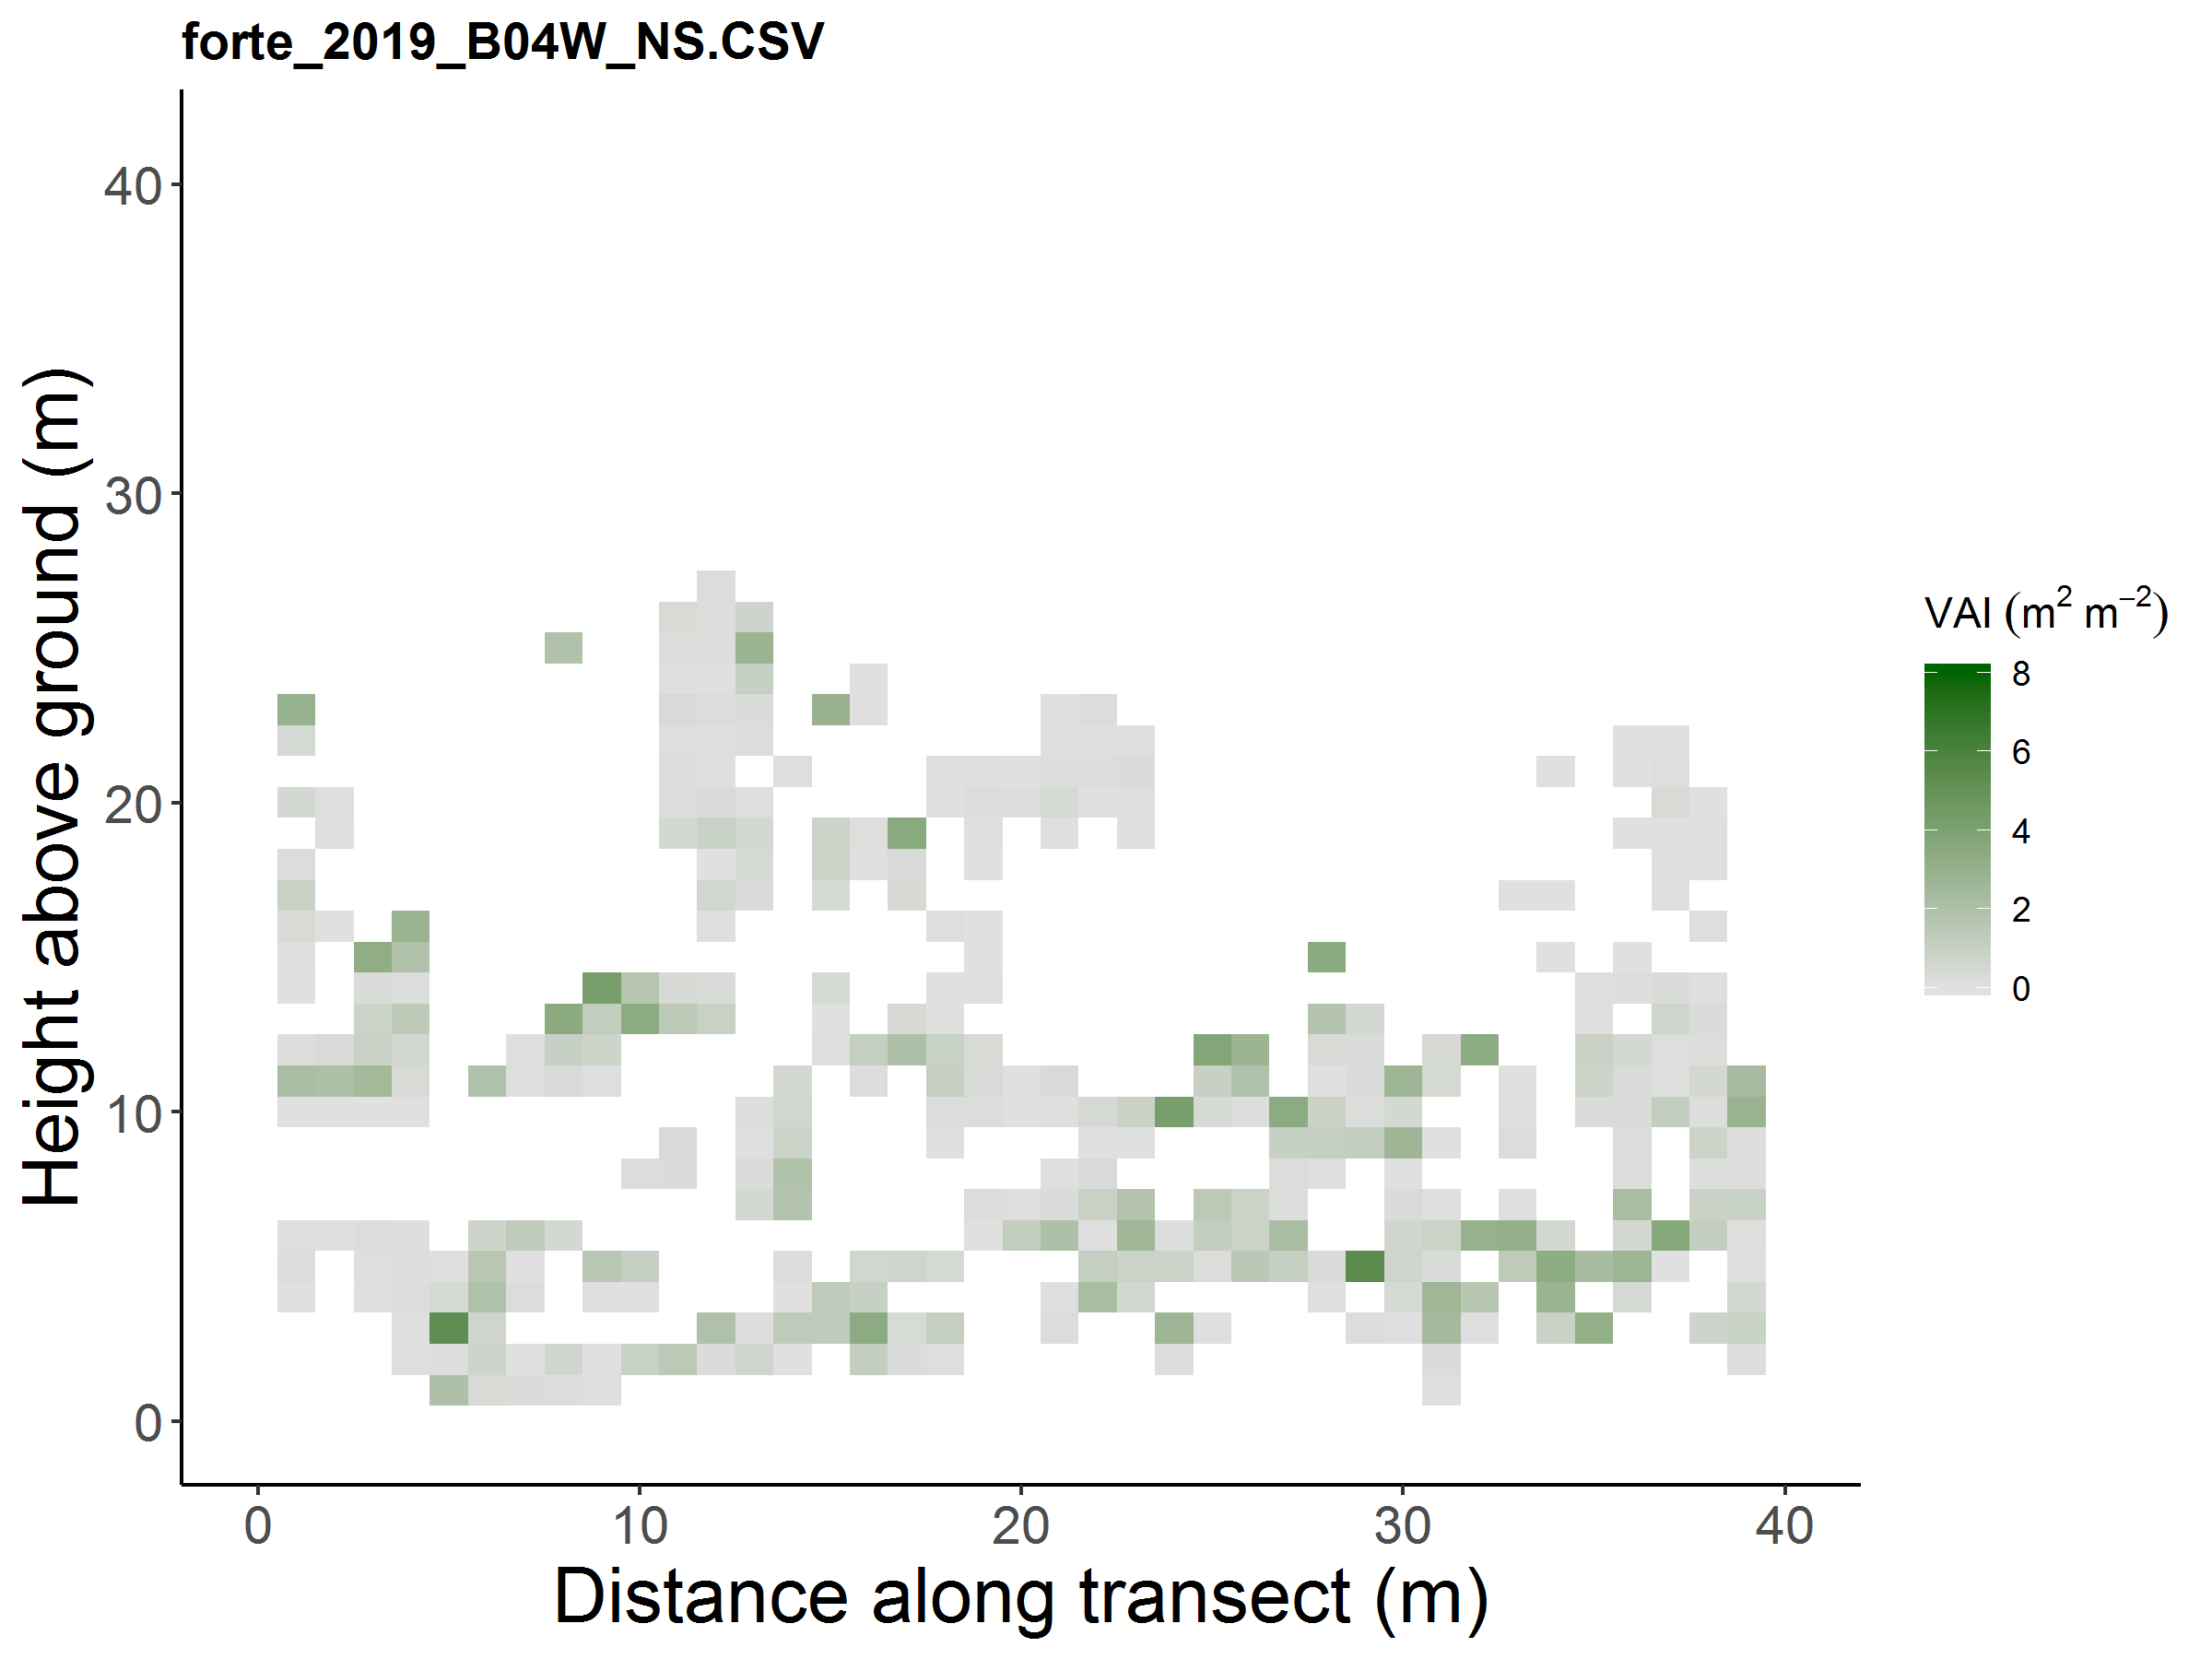 forte_2019_B04W_NS.CSV
Height above ground (m)
40
30
20
10
0
0 10 20 30 40
Distance along transect (m)
VAI (m² m⁻²)
8
6
4
2
0